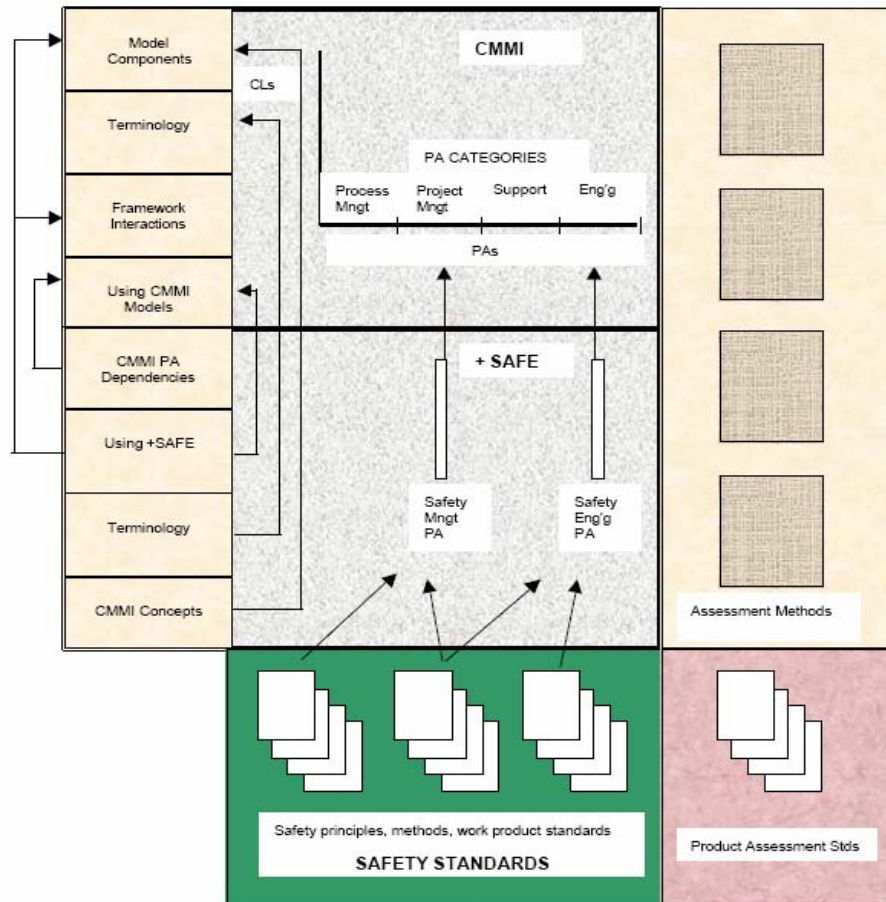 Model
Components
Terminology
Framework
Interactions
Using CMMI
Models
CMMI PA
Dependencies
Using +SAFE
Terminology
CMMI Concepts
CMMI
CLs
PA CATEGORIES
Process
Mngt
Project
Mngt
Support
Eng'g
PAs
+ SAFE
Safety
Mngt
PA
Safety
Eng'g
PA
Assessment Methods
Safety principles, methods, work product standards
SAFETY STANDARDS
Product Assessment Stds